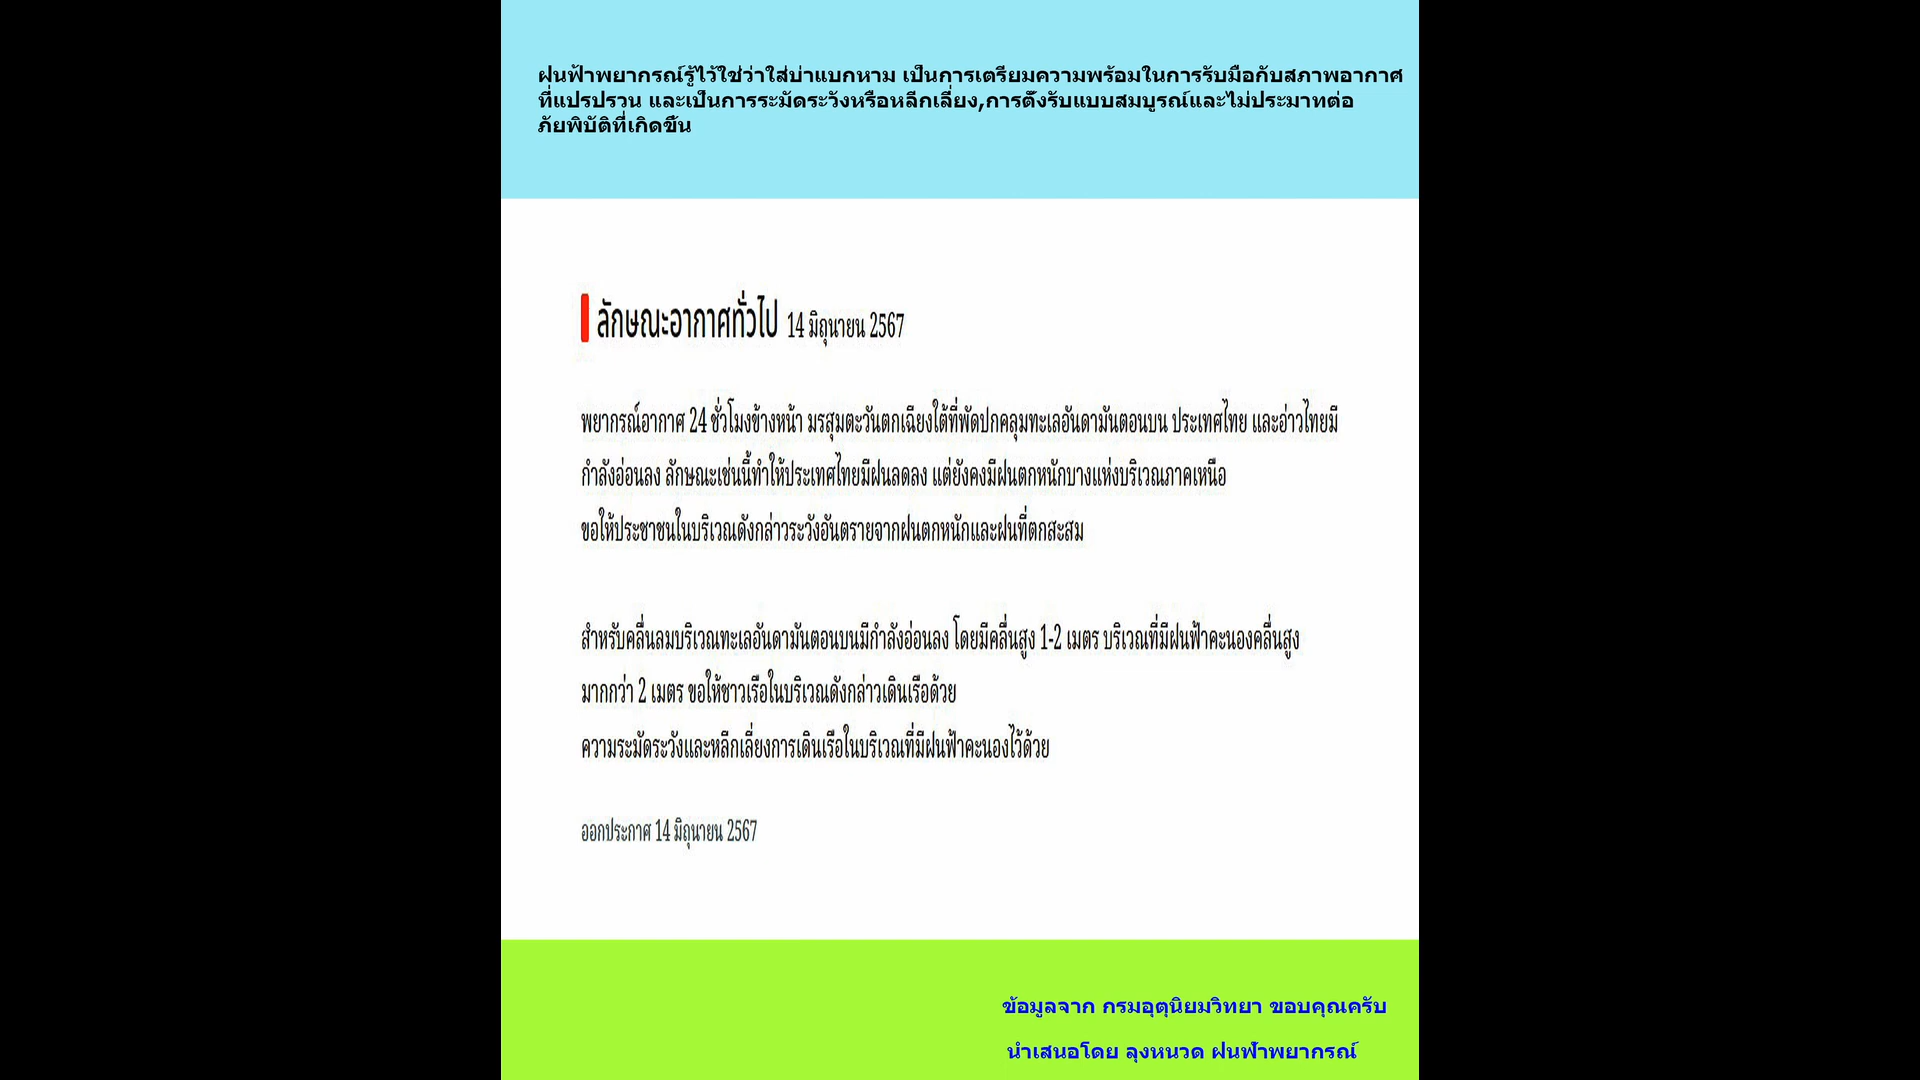 ฝนฟ้าพยากรณ์รู้ไว้ใช่ว่าใส่บ่าแบกหาม เป็นการเตรียมความพร้อมในการรับมือกับสภาพอากาศ
ที่แปรปรวน และเป็นการระมัดระวังหรือหลีกเลี่ยง,การตั้งรับแบบสมบูรณ์และไม่ประมาทต่อ
ภัยพิบัติที่เกิดขึ้น
ลักษณะอากาศทั่วไป 14 มิถุนายน 2567
พยากรณ์อากาศ 24 ชั่วโมงข้างหน้า มรสุมตะวันตกเฉียงใต้ที่พัดปกคลุมทะเลอันดามันตอนบน ประเทศไทย และอ่าวไทยมี
กำลังอ่อนลง ลักษณะเช่นนี้ทำให้ประเทศไทยมีฝนลดลง แต่ยังคงมีฝนตกหนักบางแห่งบริเวณภาคเหนือ
ขอให้ประชาชนในบริเวณดังกล่าวระวังอันตรายจากฝนตกหนักและฝนที่ตกสะสม
สำหรับคลื่นลมบริเวณทะเลอันดามันตอนบนมีกำลังอ่อนลง โดยมีคลื่นสูง 1-2 เมตร บริเวณที่มีฝนฟ้าคะนองคลื่นสูง
มากกว่า 2 เมตร ขอให้ชาวเรือในบริเวณดังกล่าวเดินเรือด้วย
ความระมัดระวังและหลีกเลี่ยงการเดินเรือในบริเวณที่มีฝนฟ้าคะนองไว้ด้วย
ออกประกาศ 14 มิถุนายน 2567
ข้อมูลจาก กรมอุตุนิยมวิทยา ขอบคุณครับ
นำเสนอโดย ลุงหนวด ฝนฟ้าพยากรณ์